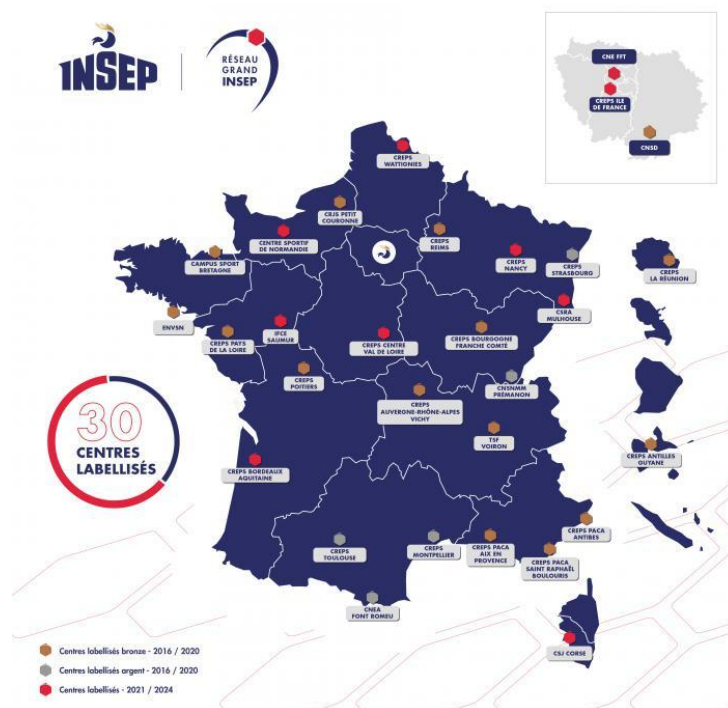 INSEP
RÉSEAU
GRAND
INSEP
CNE FFT
CREPS ILE
DE FRANCE
CNSD
CREPS
WATTIGNIES
CRJS PETIT
COURONNE
CENTRE SPORTIF
DE NORMANDIE
CREPS
REIMS
CAMPUS SPORT
BRETAGNE
CREPS
NANCY
CREPS
STRASBOURG
CREPS
LA RÉUNION
ENVSN
CREPS PAYS
DE LA LOIRE
IFCE
SAUMUR
CREPS CENTRE
VAL DE LOIRE
CREPS BOURGOGNE
FRANCHE COMTÉ
CSRA
MULHOUSE
CREPS
POITIERS
CNSNMM
PRÉMANON
CREPS
AUVERGNE-RHÔNE-ALPES
VICHY
TSF
VOIRON
30
CENTRES
LABELLISÉS
CREPS BORDEAUX
AQUITAINE
CREPS ANTILLES
GUYANE
CREPS
TOULOUSE
CREPS
MONTPELLIER
CREPS PACA
AIX EN
PROVENCE
CREPS PACA
ANTIBES
CREPS PACA
SAINT RAPHAËL
BOULOURIS
CNEA
FONT ROMEU
CSJ CORSE
Centres labellisés bronze - 2016 / 2020
Centres labellisés argent - 2016 / 2020
Centres labellisés - 2021 / 2024